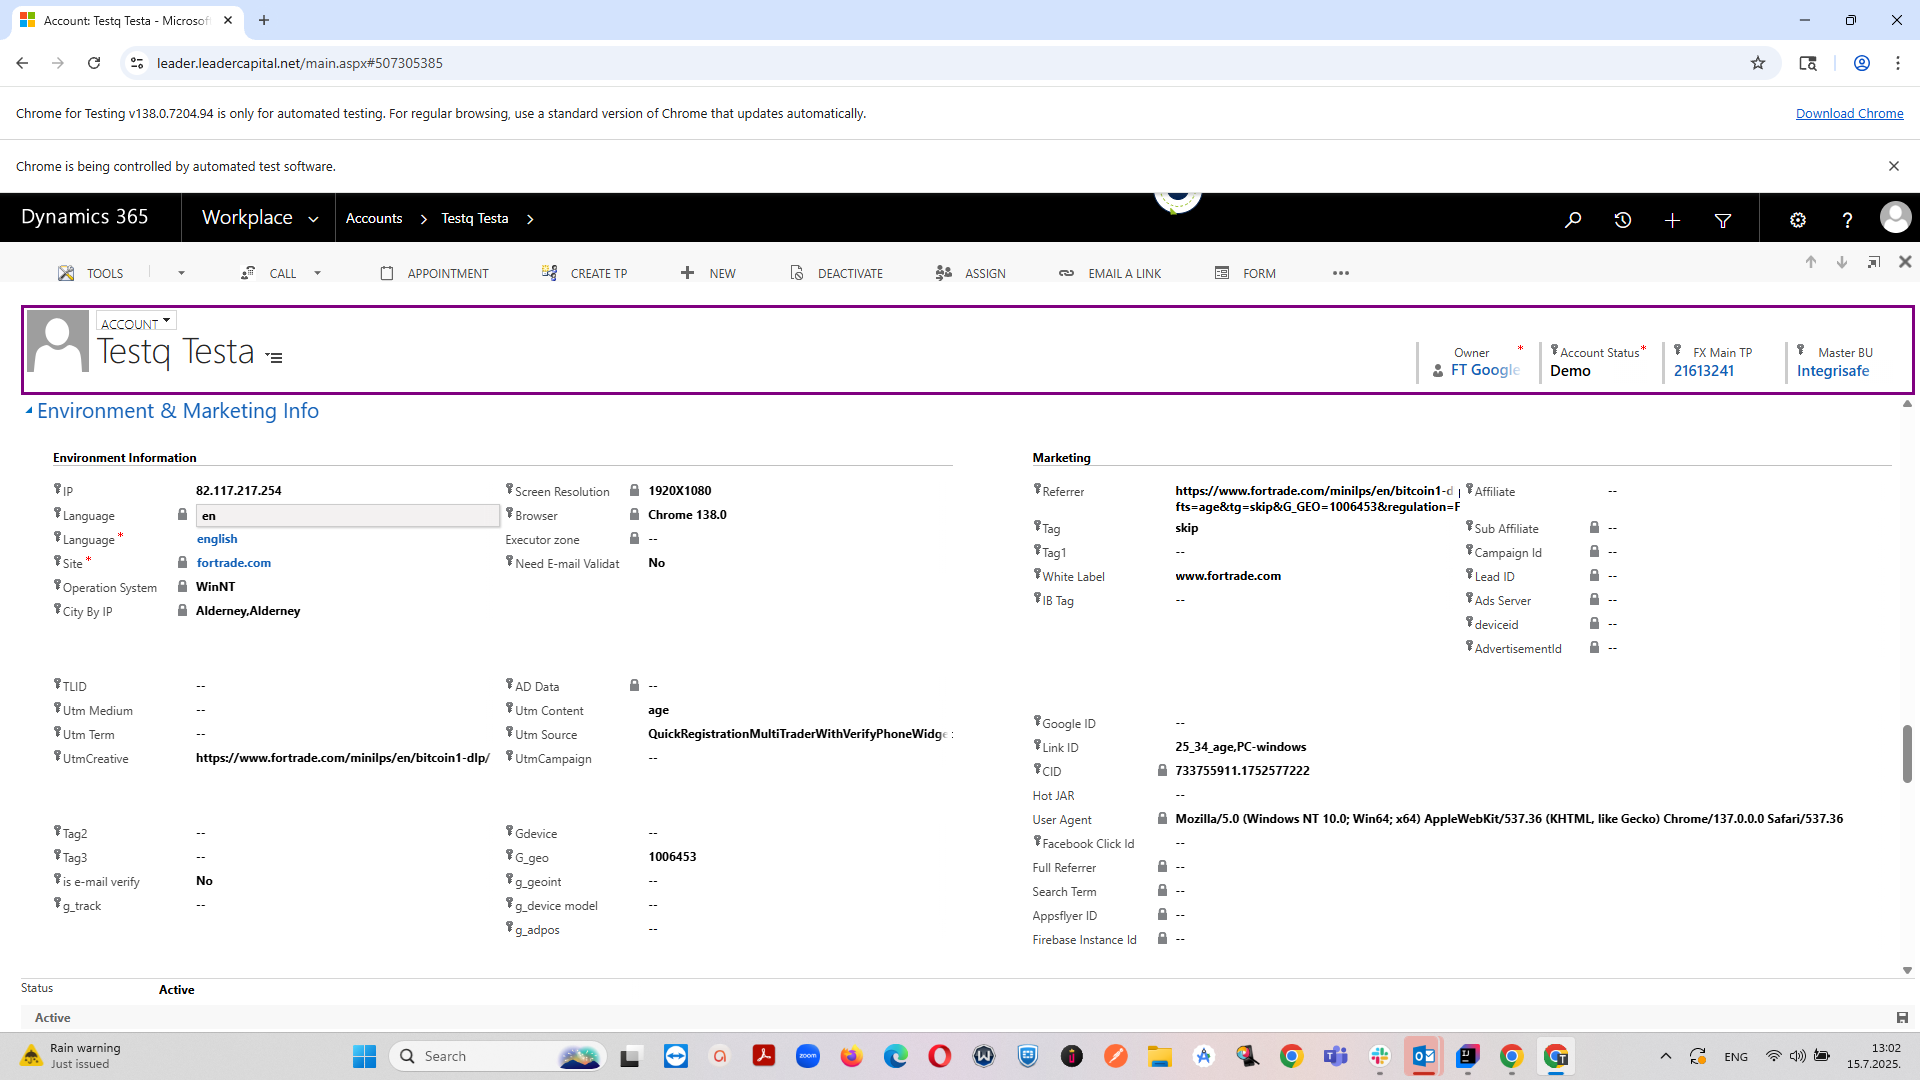 Account: Testq Testa - Microsof
leader.leadercapital.net/main.aspx#507305385
Chrome for Testing v138.0.7204.94 is only for automated testing. For regular browsing, use a standard version of Chrome that updates automatically.
Download Chrome
Chrome is being controlled by automated test software.
Dynamics 365
Workplace
Accounts
Testq Testa
TOOLS
CALL
APPOINTMENT
CREATE TP
NEW
DEACTIVATE
ASSIGN
EMAIL A LINK
FORM
ACCOUNT
Testq Testa
Owner *
FT Google
Account Status *
Demo
FX Main TP
21613241
Master BU
Integrisafe
Environment & Marketing Info
Environment Information
IP 82.117.217.254
Language en
Language * english
Site * fortrade.com
Operation System WinNT
City By IP Alderney,Alderney
Screen Resolution 1920X1080
Browser Chrome 138.0
Executor zone --
Need E-mail Validat No
TLID --
Utm Medium --
Utm Term --
UtmCreative https://www.fortrade.com/minilps/en/bitcoin1-dlp/
AD Data --
Utm Content age
Utm Source QuickRegistrationMultiTraderWithVerifyPhoneWidge
UtmCampaign --
Tag2 --
Tag3 --
is e-mail verify No
g_track --
Gdevice --
G_geo 1006453
g_geoint --
g_device model --
g_adpos --
Marketing
Referrer https://www.fortrade.com/minilps/en/bitcoin1-d
fts=age&tg=skip&G_GEO=1006453&regulation=F
Tag skip
Tag1 --
White Label www.fortrade.com
IB Tag --
Affiliate --
Sub Affiliate --
Campaign Id --
Lead ID --
Ads Server --
deviceid --
AdvertisementId --
Google ID --
Link ID 25_34_age,PC-windows
CID 733755911.1752577222
Hot JAR --
User Agent Mozilla/5.0 (Windows NT 10.0; Win64; x64) AppleWebKit/537.36 (KHTML, like Gecko) Chrome/137.0.0.0 Safari/537.36
Facebook Click Id --
Full Referrer --
Search Term --
Appsflyer ID --
Firebase Instance Id --
Status Active
Active
Rain warning
Just issued
Search
zoom
ENG
13:02
15.7.2025.